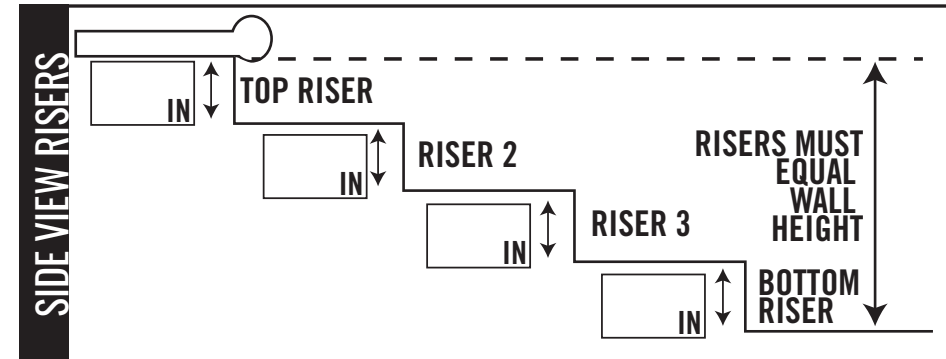 SIDE VIEW RISERS
IN
TOP RISER
IN
RISER 2
IN
RISER 3
IN
BOTTOM
RISER
RISERS MUST
EQUAL
WALL
HEIGHT